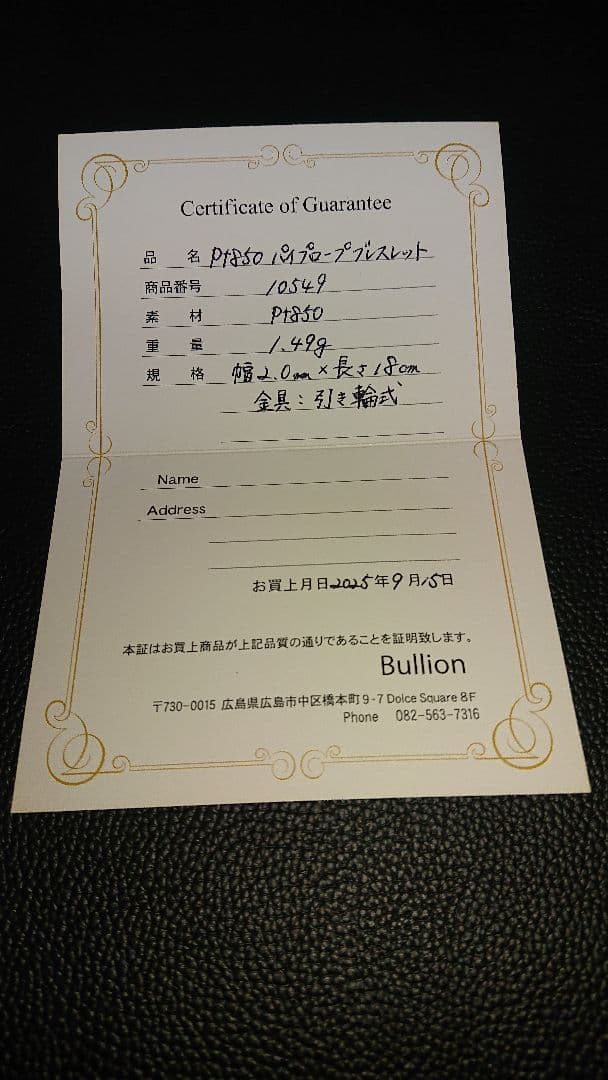 Certificate of Guarantee
品 名 Pt850 パイプロープブレスレット
商品番号 10549
素 材 Pt850
重 量 1.49g
規 格 幅2.0mm×長さ18cm
金具:引き輪式
Name
Address
お買上月日2025年9月15日
本証はお買上商品が上記品質の通りであることを証明致します。
Bullion
〒730-0015 広島県広島市中区橋本町9-7 Dolce Square 8F
Phone 082-563-7316